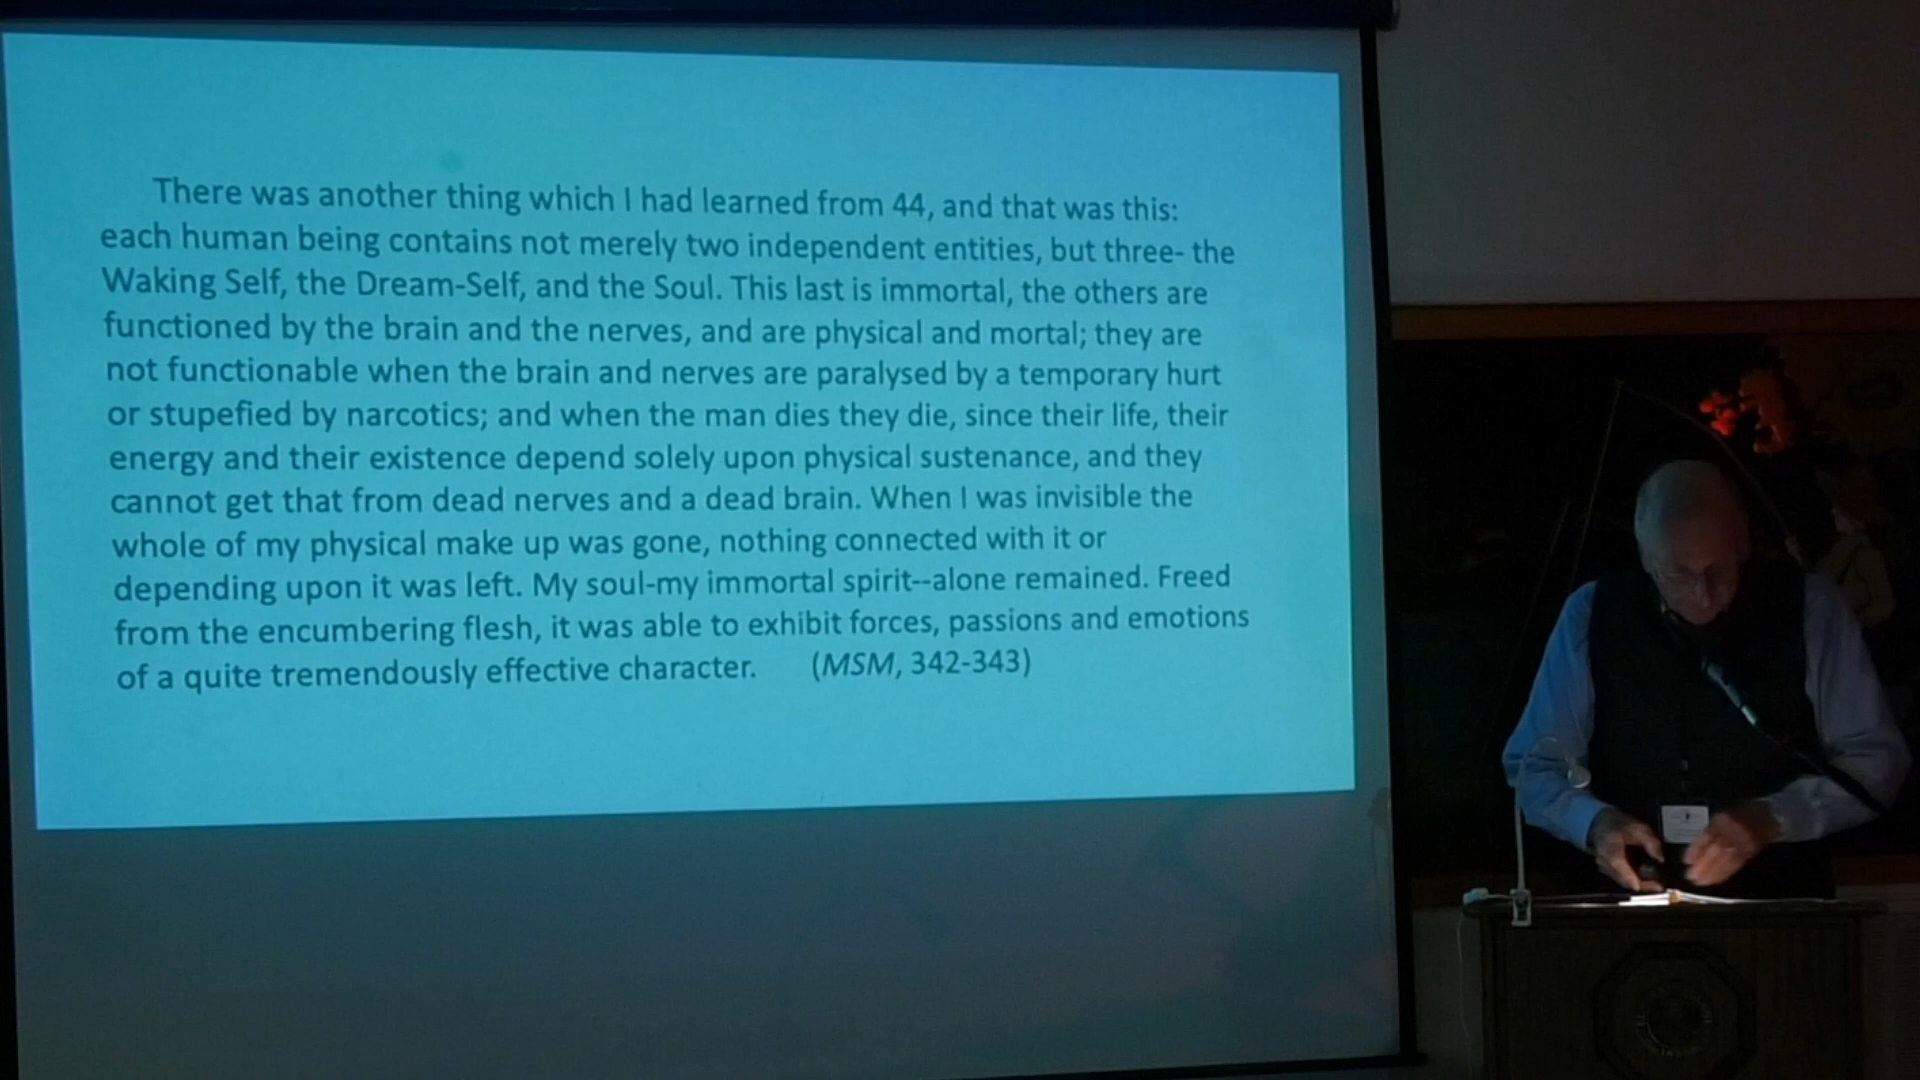 There was another thing which I had learned from 44, and that was this:
each human being contains not merely two independent entities, but three- the
Waking Self, the Dream-Self, and the Soul. This last is immortal, the others are
functioned by the brain and the nerves, and are physical and mortal; they are
not functionable when the brain and nerves are paralysed by a temporary hurt
or stupefied by narcotics; and when the man dies they die, since their life, their
energy and their existence depend solely upon physical sustenance, and they
cannot get that from dead nerves and a dead brain. When I was invisible the
whole of my physical make up was gone, nothing connected with it or
depending upon it was left. My soul-my immortal spirit--alone remained. Freed
from the encumbering flesh, it was able to exhibit forces, passions and emotions
of a quite tremendously effective character. (MSM, 342-343)